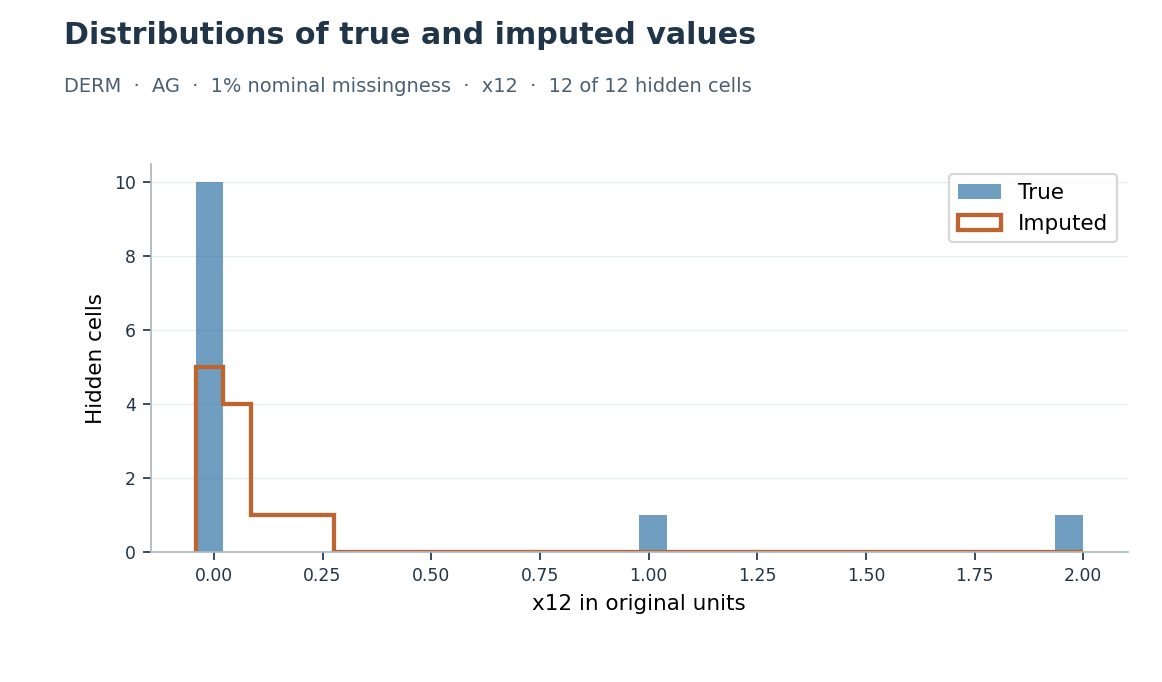 Distributions of true and imputed values
DERM · AG · 1% nominal missingness · x12 · 12 of 12 hidden cells
True
Imputed
Hidden cells
10
8
6
4
2
0
0.00 0.25 0.50 0.75 1.00 1.25 1.50 1.75 2.00
x12 in original units